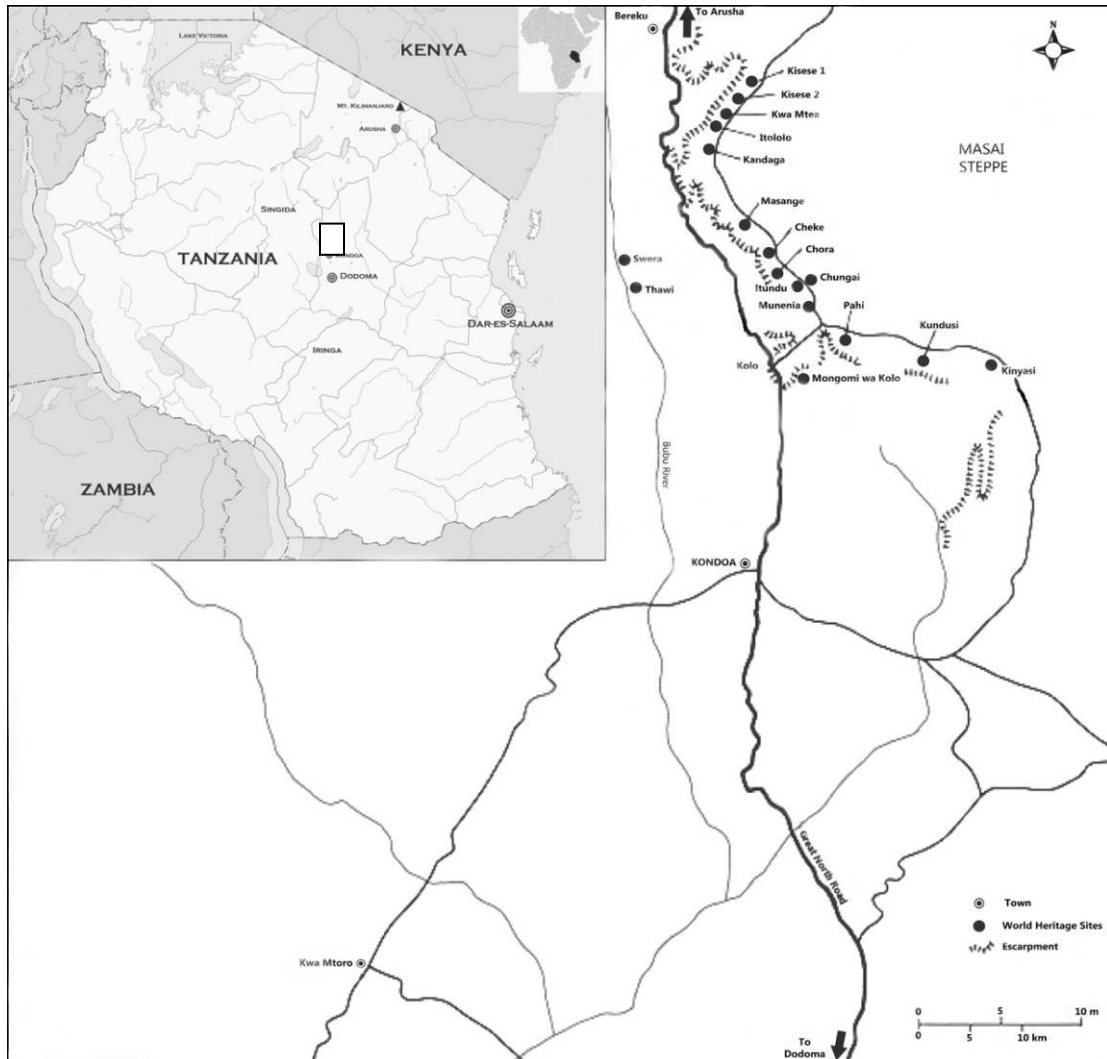 LAKE VICTORIA
KENYA
MT. KILIMANJARO
ARUSHA
SINGIDA
TANZANIA
DODOMA
DAR-ES-SALAAM
IRINGA
ZAMBIA
Bereku
To Arusha
N
Kisese 1
Kisese 2
Kwa Mtea
Itololo
Kandaga
MASAI
STEPPE
Masange
Cheke
Chora
Swera
Chungai
Thawi
Itundu
Munenia
Pahi
Kundusi
Kolo
Kinyasi
Mongomi wa Kolo
Bubu River
KONDOA
Great North Road
Town
World Heritage Sites
Escarpment
Kwa Mtoro
0 5 10 m
0 5 10 km
To
Dodoma